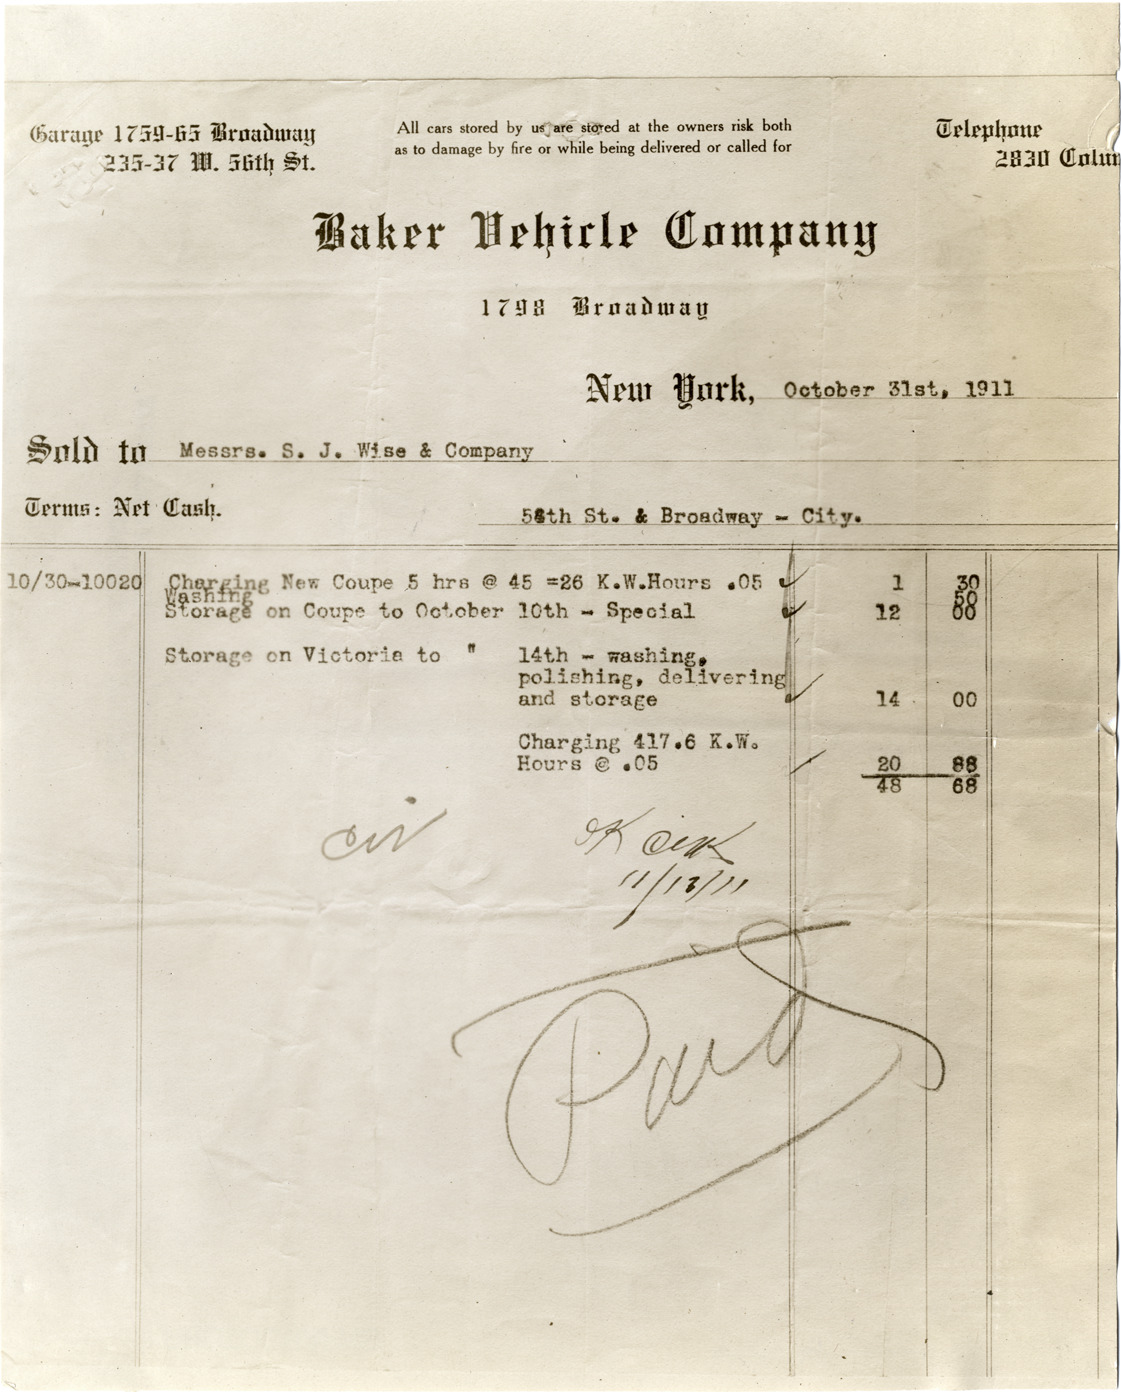 Garage 1759-65 Broadway
235-37 W. 56th St.
All cars stored by us are stored at the owners risk both
as to damage by fire or while being delivered or called for
Telephone
2830 Colum
Baker Vehicle Company
1798 Broadway
New York, October 31st, 1911
Sold to Messrs. S. J. Wise & Company
Terms: Net Cash.
58th St. & Broadway - City.
10/30-10020 Charging New Coupe 5 hrs @ 45 =26 K.W.Hours .05 1 30
Washing 50
Storage on Coupe to October 10th - Special 12 00
Storage on Victoria to " 14th - washing,
polishing, delivering
and storage 14 00
Charging 417.6 K.W.
Hours @ .05 20 88
48 68
OK
11/13/11
Paid